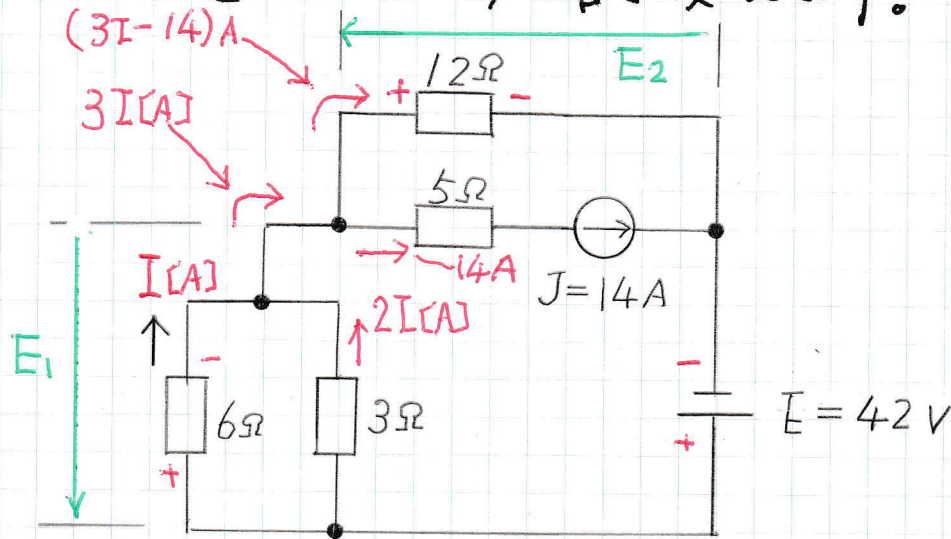 (3I-14)A
E2
12Ω
+
-
3I[A]
5Ω
14A
J=14A
I[A]
2I[A]
E1
-
6Ω
+
3Ω
-
+
E=42V